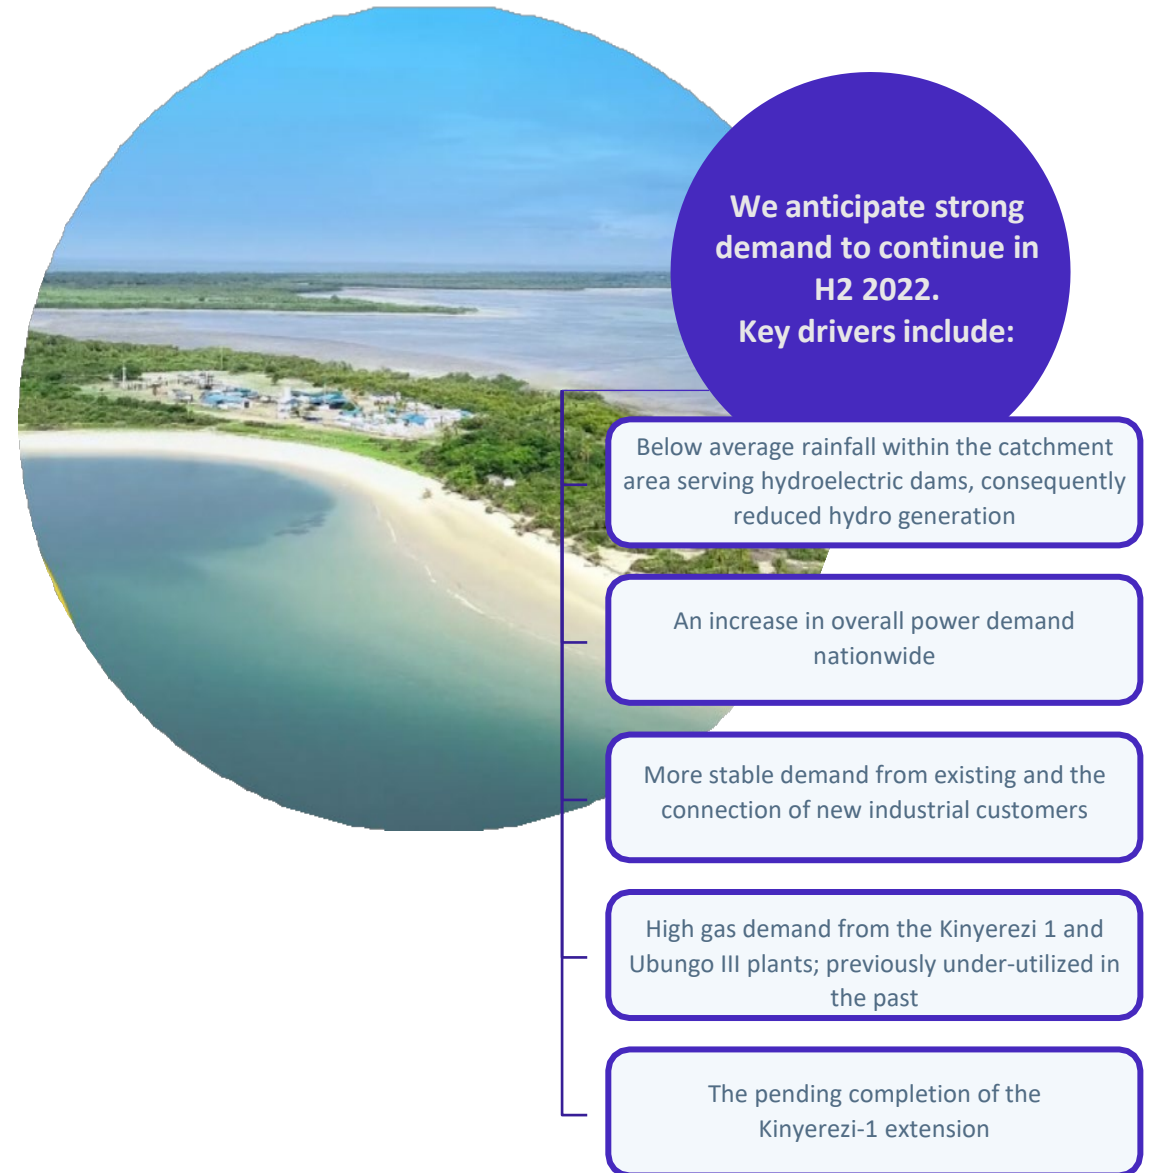 We anticipate strong
demand to continue in
H2 2022.
Key drivers include:
Below average rainfall within the catchment
area serving hydroelectric dams, consequently
reduced hydro generation
An increase in overall power demand
nationwide
More stable demand from existing and the
connection of new industrial customers
High gas demand from the Kinyerezi 1 and
Ubungo III plants; previously under-utilized in
the past
The pending completion of the
Kinyerezi-1 extension